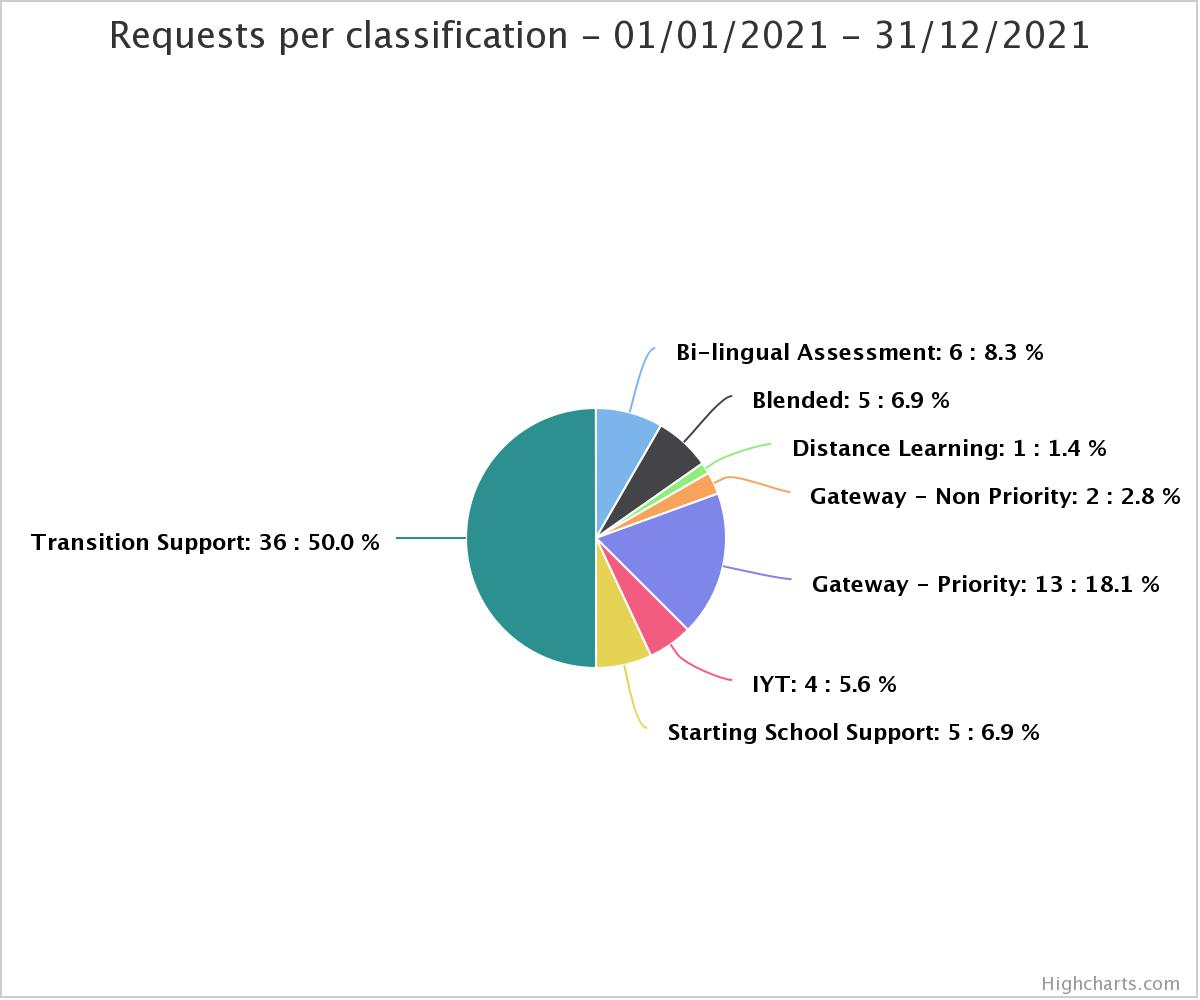 Requests per classification – 01/01/2021 – 31/12/2021
Bi–lingual Assessment: 6 : 8.3 %
Blended: 5 : 6.9 %
Distance Learning: 1 : 1.4 %
Gateway – Non Priority: 2 : 2.8 %
Transition Support: 36 : 50.0 %
Gateway – Priority: 13 : 18.1 %
IYT: 4 : 5.6 %
Starting School Support: 5 : 6.9 %
Highcharts.com